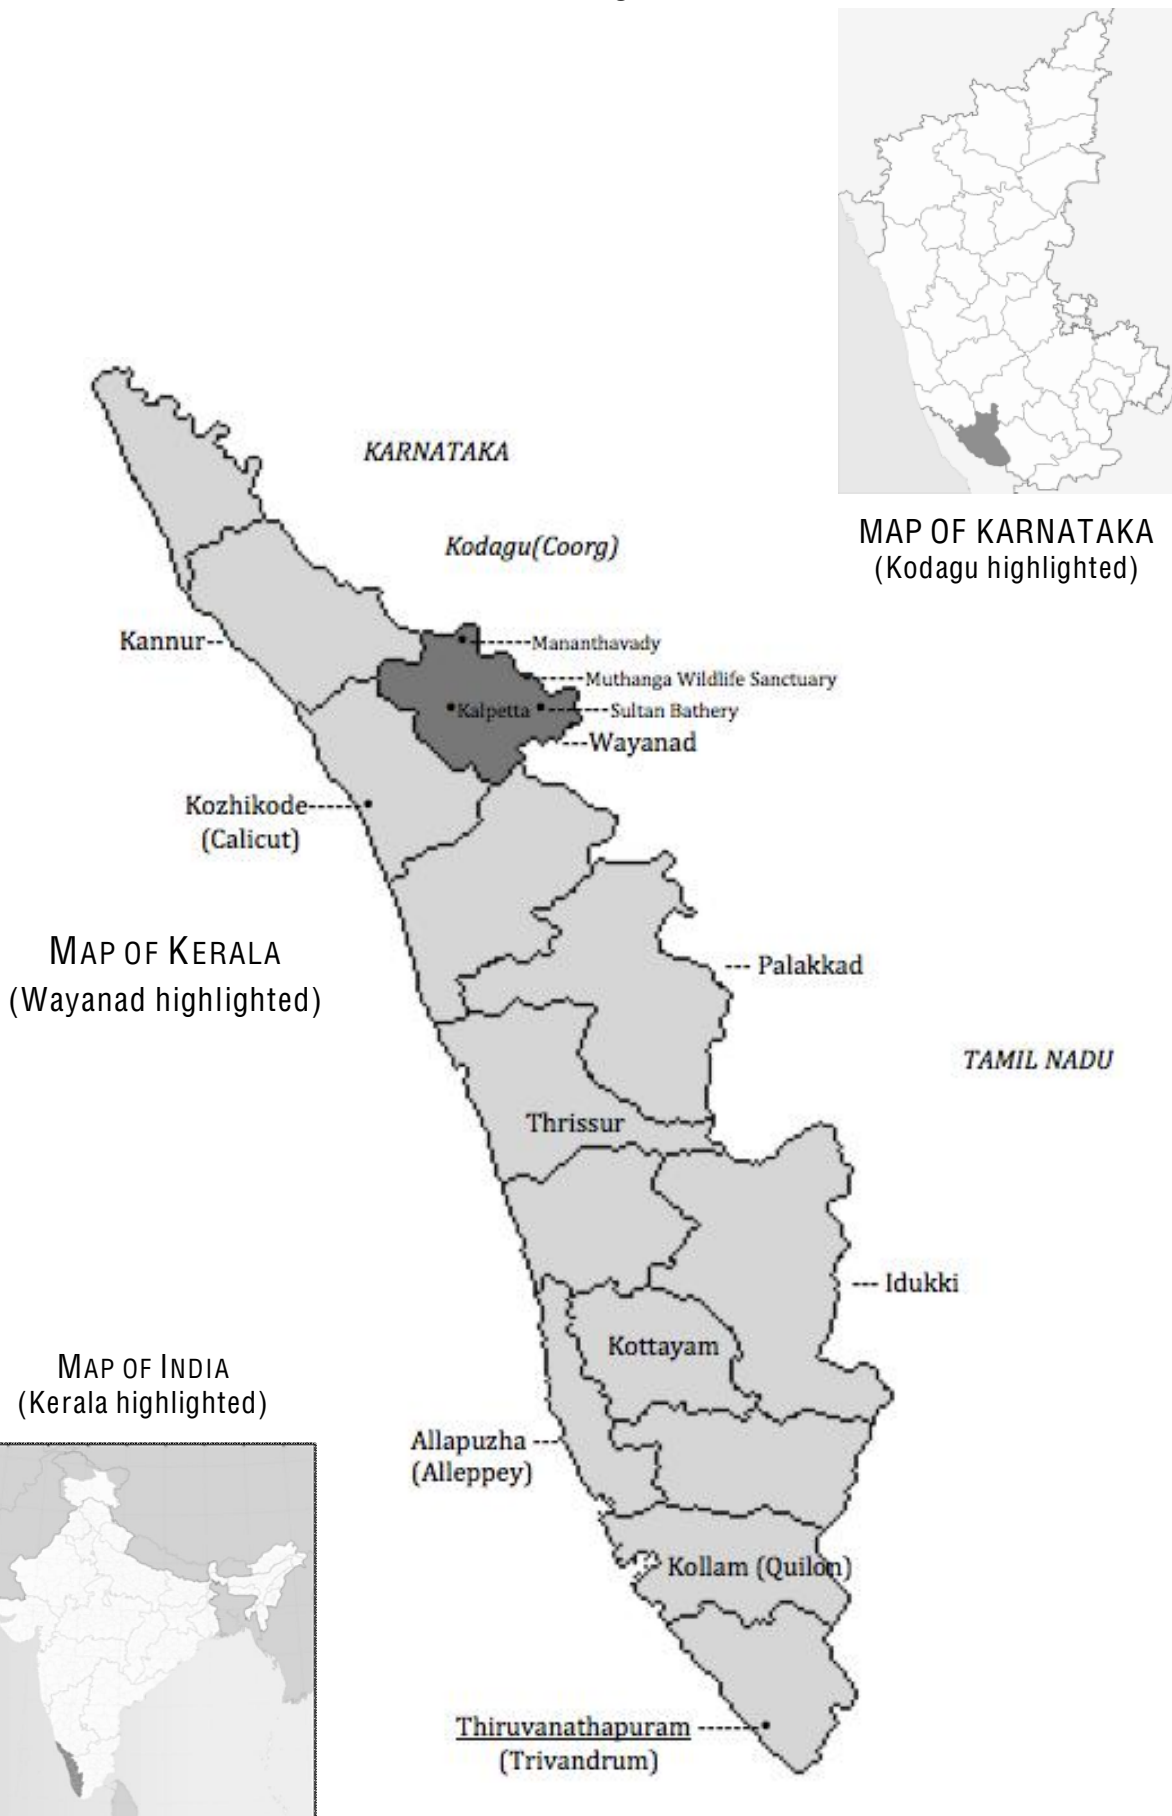 MAP OF KARNATAKA
(Kodagu highlighted)
KARNATAKA
Kodagu(Coorg)
Kannur
Mananthavady
Muthanga Wildlife Sanctuary
Kalpetta
Sultan Bathery
Wayanad
Kozhikode
(Calicut)
MAP OF KERALA
(Wayanad highlighted)
Palakkad
TAMIL NADU
Thrissur
Idukki
Kottayam
MAP OF INDIA
(Kerala highlighted)
Allapuzha
(Alleppey)
Kollam (Quilon)
Thiruvanathapuram
(Trivandrum)